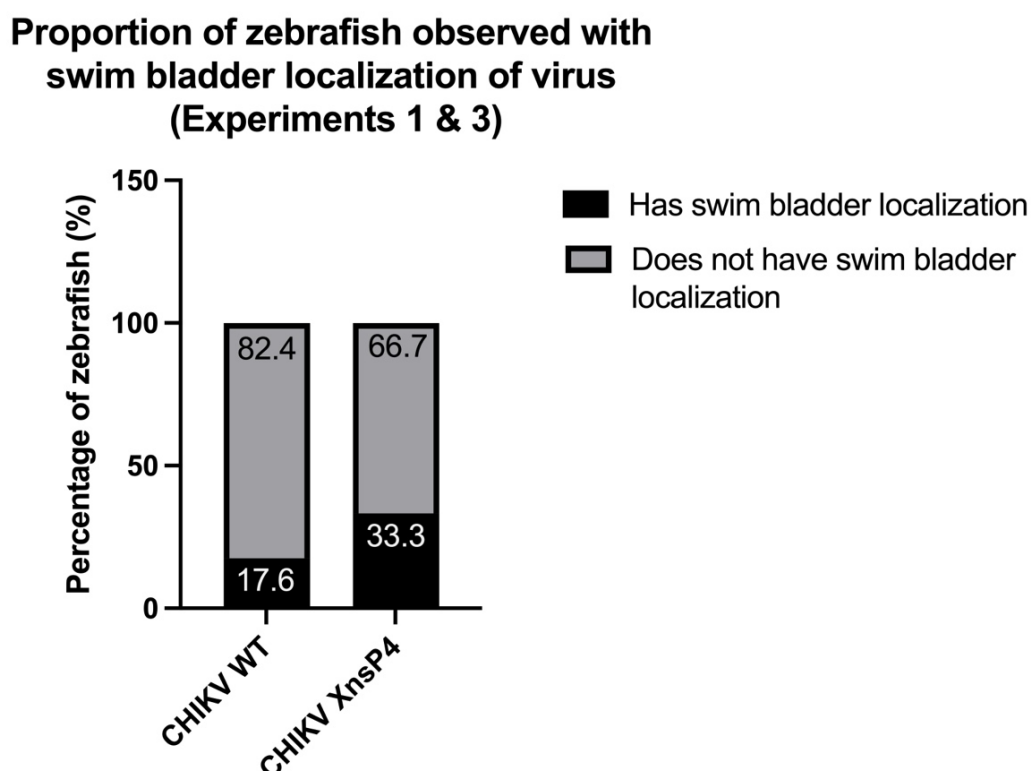 Proportion of zebrafish observed with
swim bladder localization of virus
(Experiments 1 & 3)
Percentage of zebrafish (%)
150
100
50
0
82.4
17.6
66.7
33.3
CHIKV WT
CHIKV XnsP4
Has swim bladder localization
Does not have swim bladder
localization